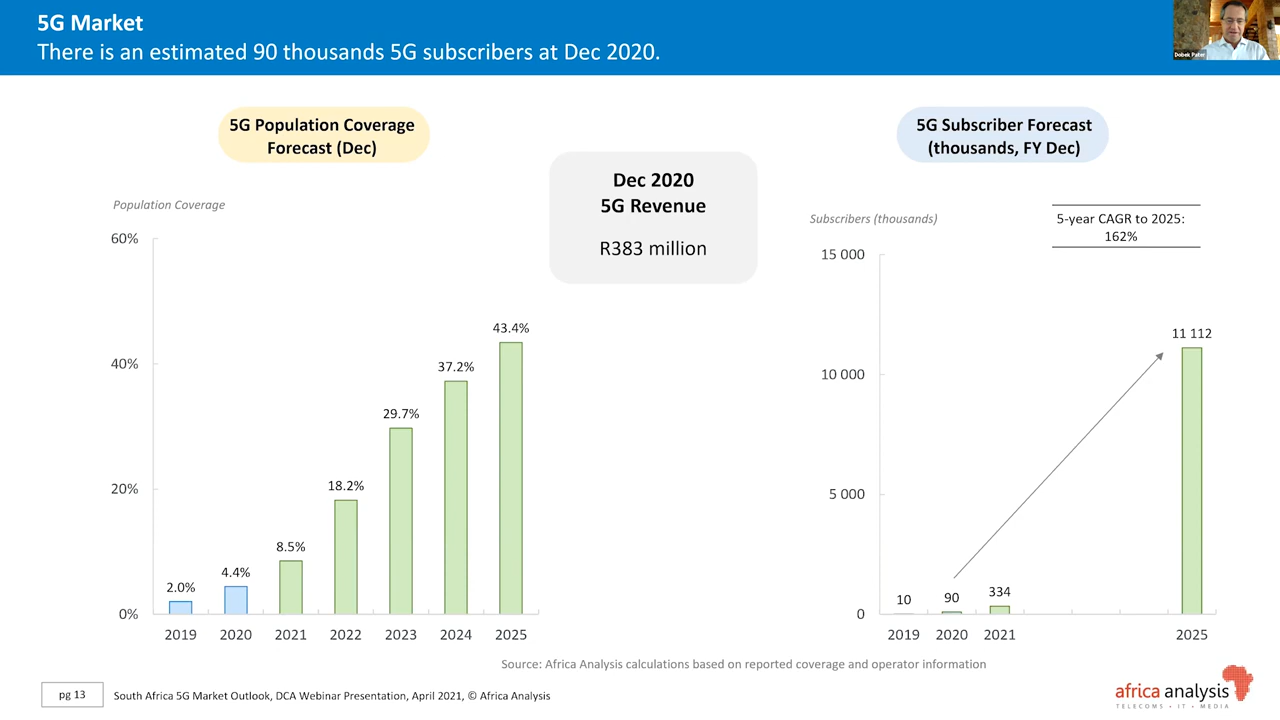 5G Market
There is an estimated 90 thousands 5G subscribers at Dec 2020.
Dobek Pater
5G Population Coverage
Forecast (Dec)
Population Coverage
60%
40%
20%
0%
2.0%
4.4%
8.5%
18.2%
29.7%
37.2%
43.4%
2019 2020 2021 2022 2023 2024 2025
Dec 2020
5G Revenue
R383 million
5G Subscriber Forecast
(thousands, FY Dec)
Subscribers (thousands)
5-year CAGR to 2025:
162%
15 000
10 000
5 000
0
10
90
334
11 112
2019 2020 2021 2025
Source: Africa Analysis calculations based on reported coverage and operator information
pg 13
South Africa 5G Market Outlook, DCA Webinar Presentation, April 2021, © Africa Analysis
africa analysis
TELECOMS • IT • MEDIA